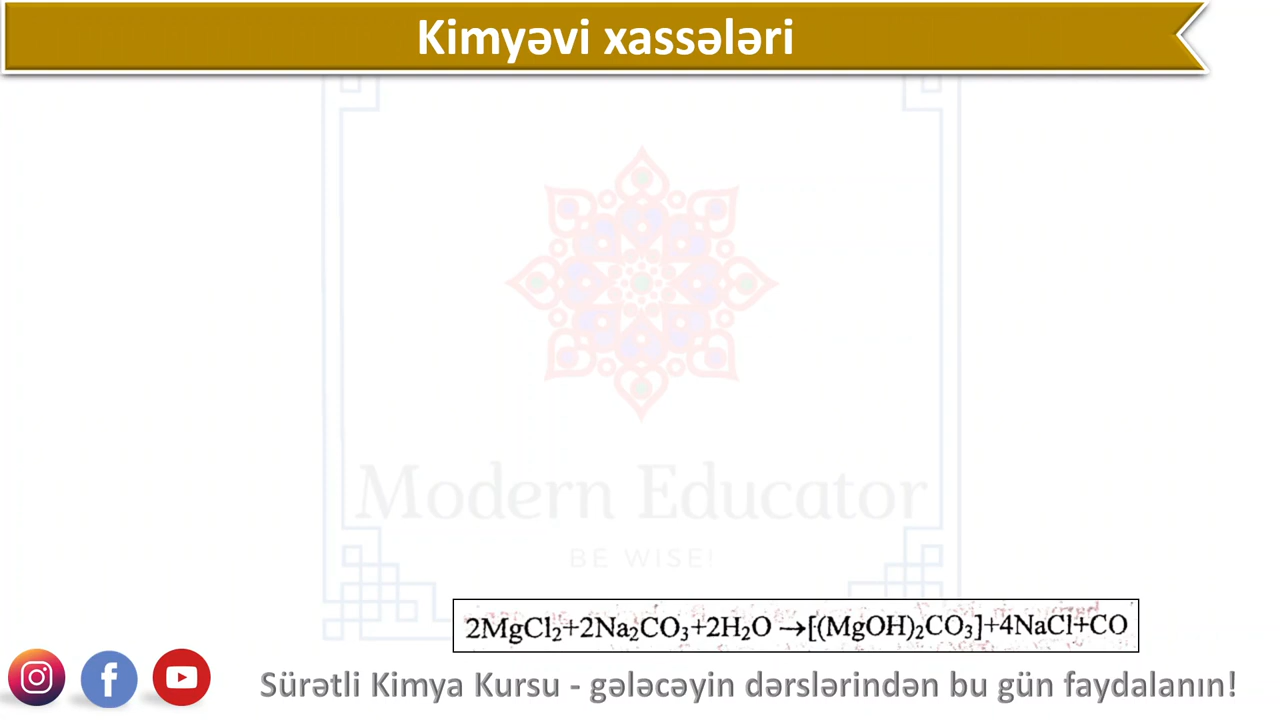 Kimyəvi xassələri
Modern Educator
BE WISE!
2MgCl₂+2Na₂CO₃+2H₂O →[(MgOH)₂CO₃]+4NaCl+CO
Sürətli Kimya Kursu - gələcəyin dərslərindən bu gün faydalanın!